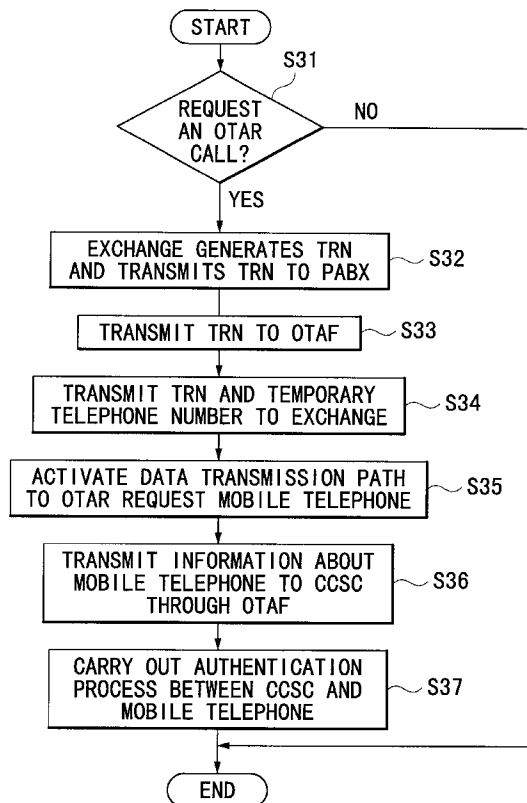 START
S31
REQUEST
AN OTAR
CALL?
NO
YES
EXCHANGE GENERATES TRN
AND TRANSMITS TRN TO PABX
S32
TRANSMIT TRN TO OTAF
S33
TRANSMIT TRN AND TEMPORARY
TELEPHONE NUMBER TO EXCHANGE
S34
ACTIVATE DATA TRANSMISSION PATH
TO OTAR REQUEST MOBILE TELEPHONE
S35
TRANSMIT INFORMATION ABOUT
MOBILE TELEPHONE TO CCSC
THROUGH OTAF
S36
CARRY OUT AUTHENTICATION
PROCESS BETWEEN CCSC AND
MOBILE TELEPHONE
S37
END